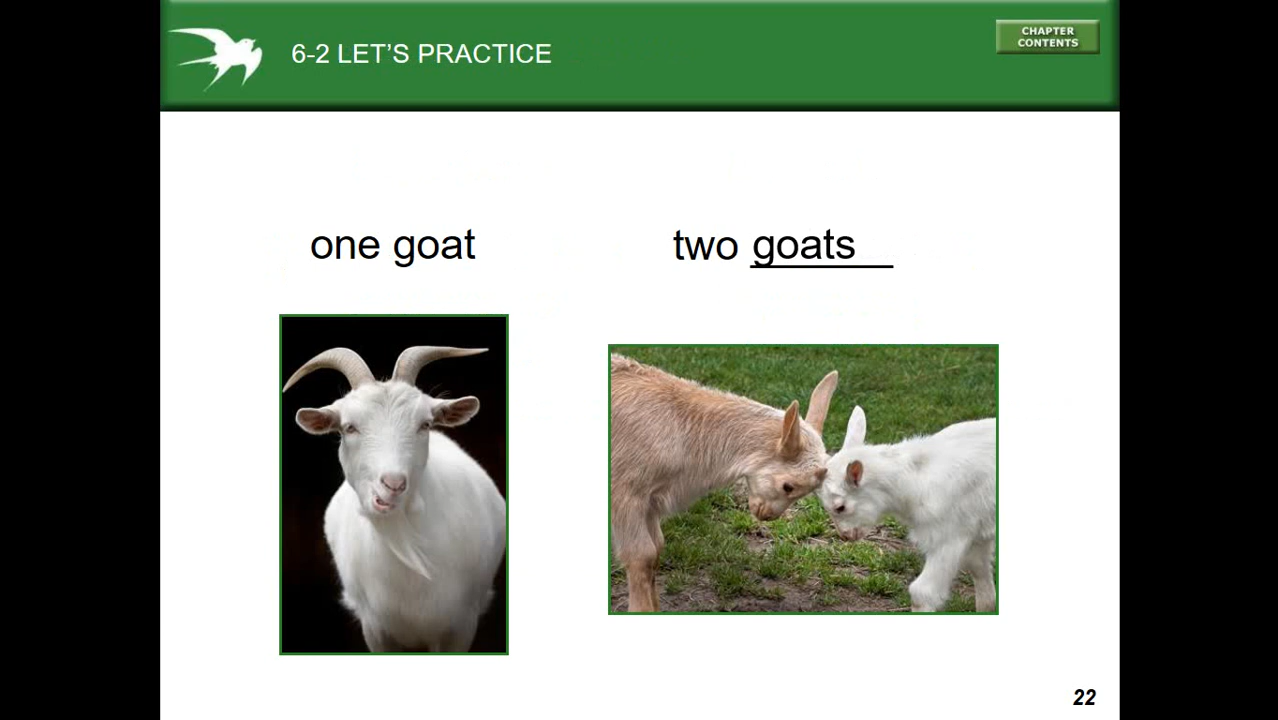 6-2 LET’S PRACTICE
CHAPTER
CONTENTS
one goat
two goats
22